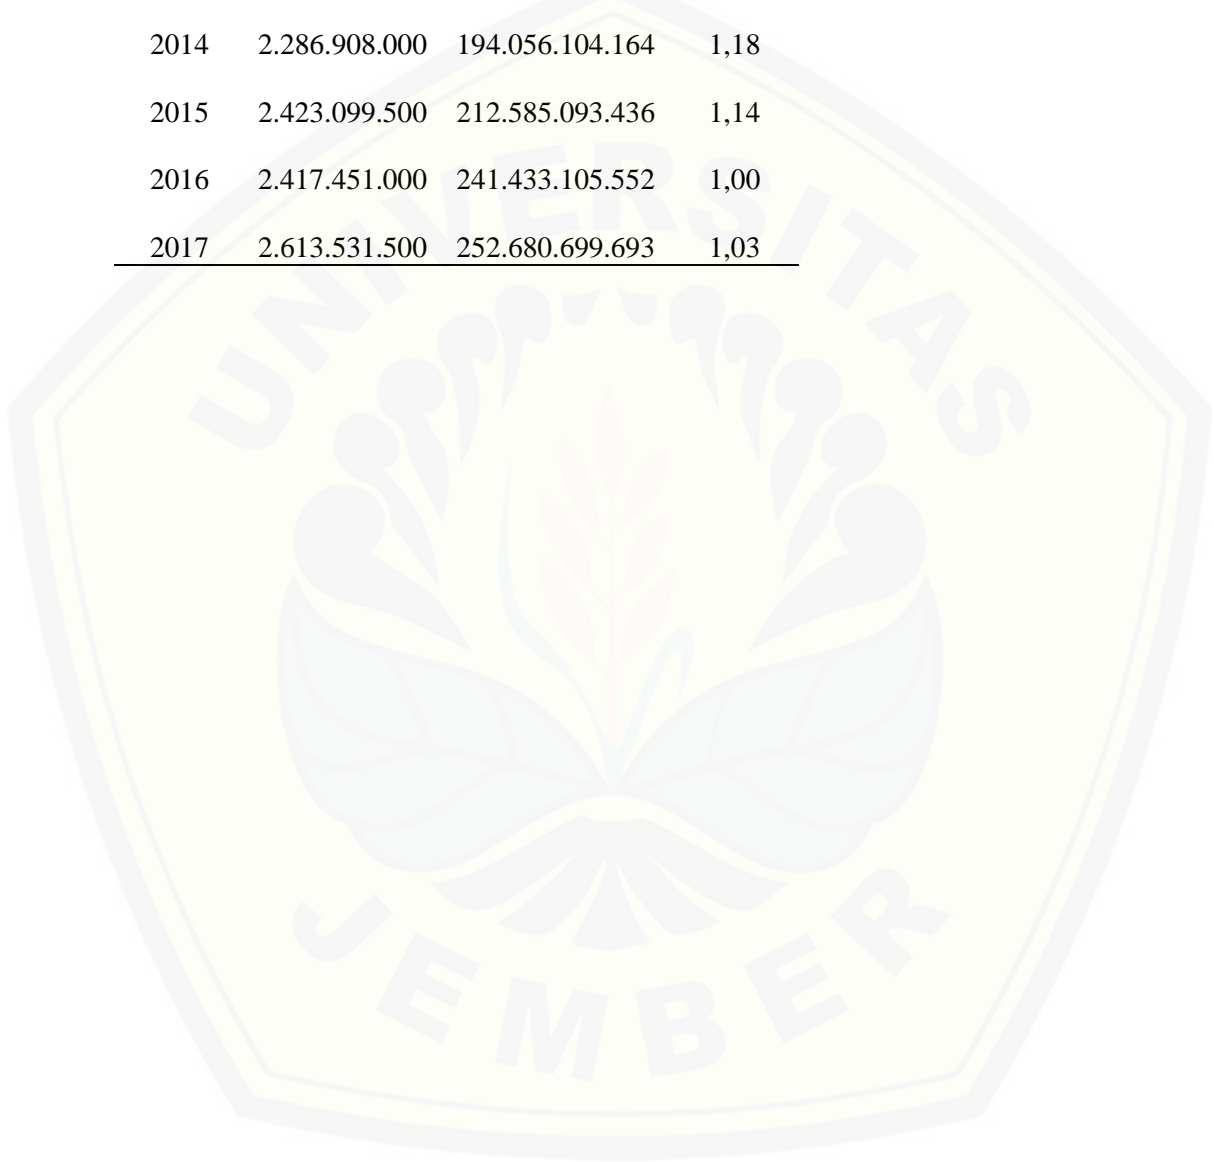 2014 2.286.908.000 194.056.104.164 1,18
2015 2.423.099.500 212.585.093.436 1,14
2016 2.417.451.000 241.433.105.552 1,00
2017 2.613.531.500 252.680.699.693 1,03
UNIVERSITAS
JEMBER